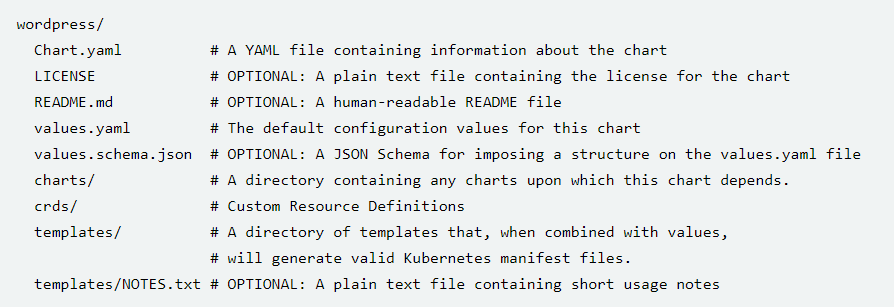 wordpress/
  Chart.yaml          # A YAML file containing information about the chart
  LICENSE             # OPTIONAL: A plain text file containing the license for the chart
  README.md           # OPTIONAL: A human-readable README file
  values.yaml         # The default configuration values for this chart
  values.schema.json  # OPTIONAL: A JSON Schema for imposing a structure on the values.yaml file
  charts/             # A directory containing any charts upon which this chart depends.
  crds/               # Custom Resource Definitions
  templates/          # A directory of templates that, when combined with values,
                      # will generate valid Kubernetes manifest files.
  templates/NOTES.txt # OPTIONAL: A plain text file containing short usage notes